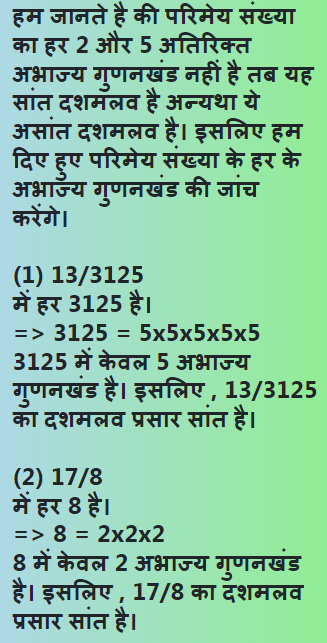 हम जानते है की परिमेय संख्या
का हर 2 और 5 अतिरिक्त
अभाज्य गुणनखंड नहीं है तब यह
सांत दशमलव है अन्यथा ये
असांत दशमलव है। इसलिए हम
दिए हुए परिमेय संख्या के हर के
अभाज्य गुणनखंड की जांच
करेंगे।
(1) 13/3125
में हर 3125 है।
=> 3125 = 5x5x5x5x5
3125 में केवल 5 अभाज्य
गुणनखंड है। इसलिए , 13/3125
का दशमलव प्रसार सांत है।
(2) 17/8
में हर 8 है।
=> 8 = 2x2x2
8 में केवल 2 अभाज्य गुणनखंड
है। इसलिए , 17/8 का दशमलव
प्रसार सांत है।